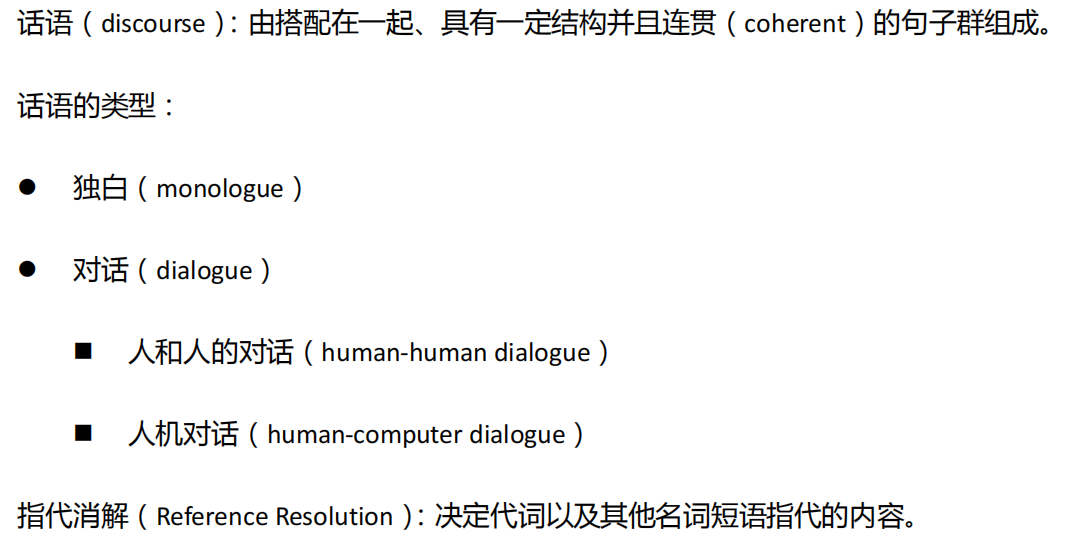 话语（discourse）：由搭配在一起、具有一定结构并且连贯（coherent）的句子群组成。
话语的类型：
● 独白（monologue）
● 对话（dialogue）
■ 人和人的对话（human-human dialogue）
■ 人机对话（human-computer dialogue）
指代消解（Reference Resolution）：决定代词以及其他名词短语指代的内容。